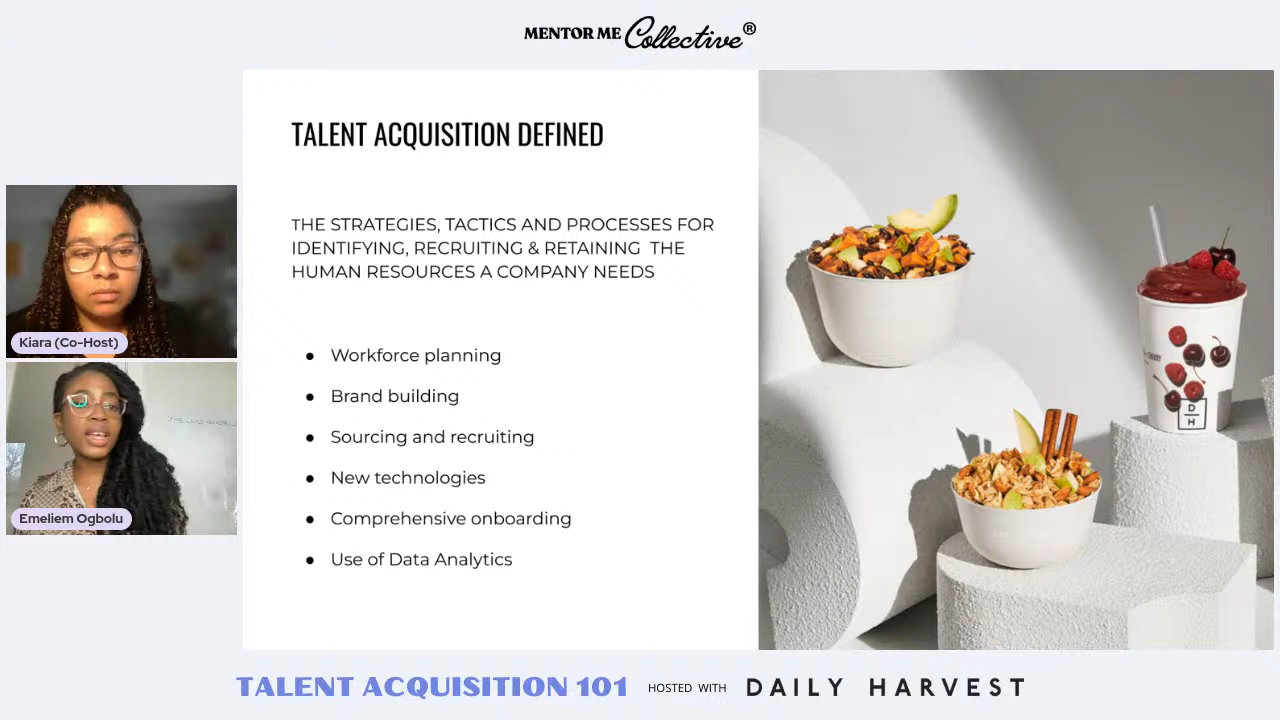 MENTOR ME Collective®
TALENT ACQUISITION DEFINED
THE STRATEGIES, TACTICS AND PROCESSES FOR
IDENTIFYING, RECRUITING & RETAINING THE
HUMAN RESOURCES A COMPANY NEEDS
● Workforce planning
● Brand building
● Sourcing and recruiting
● New technologies
● Comprehensive onboarding
● Use of Data Analytics
Kiara (Co-Host)
Emeliem Ogbolu
D
H
TALENT ACQUISITION 101 HOSTED WITH DAILY HARVEST